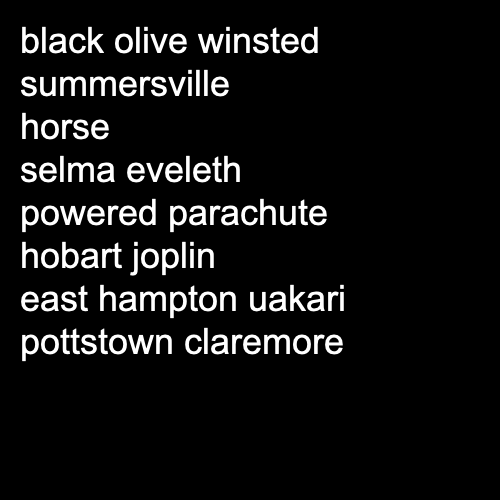 black olive winsted
summersville
horse
selma eveleth
powered parachute
hobart joplin
east hampton uakari
pottstown claremore